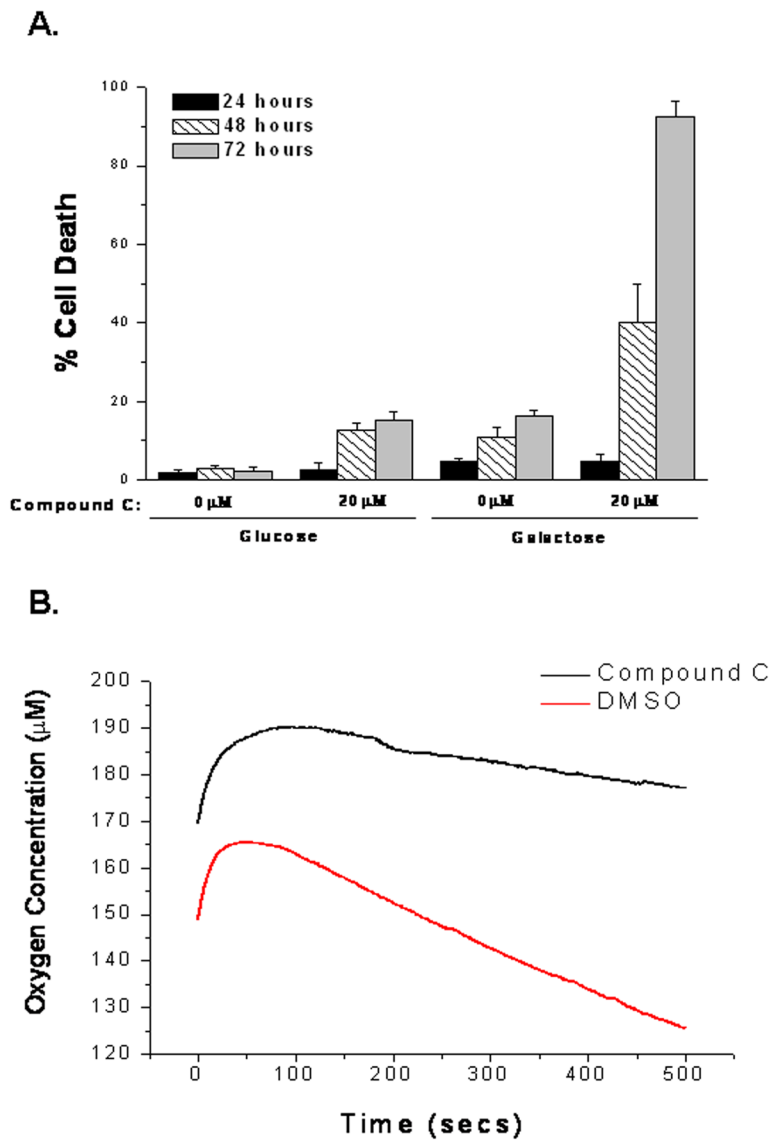 A.
100
24 hours
48 hours
72 hours
80
60
40
20
0
% Cell Death
Compound C:
0 μM
20 μM
0 μM
20 μM
Glucose
Galactose
B.
Compound C
DMSO
200
190
180
170
160
150
140
130
120
Oxygen Concentration (μM)
0
100
200
300
400
500
Time (secs)